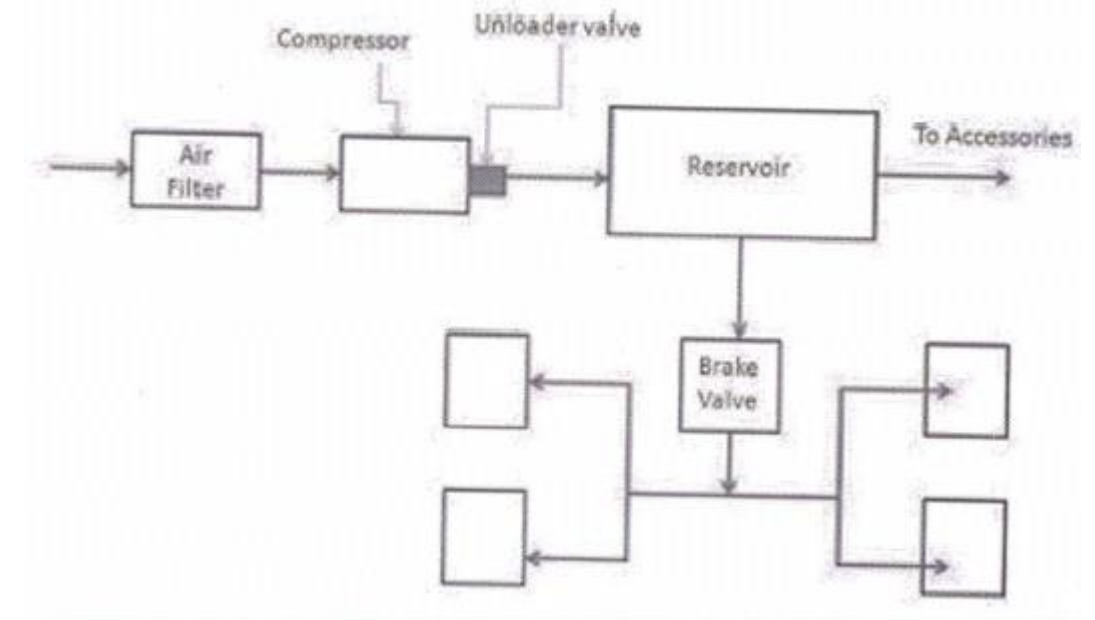 Compressor
Unloader valve
Air
Filter
Reservoir
To Accessories
Brake
Valve